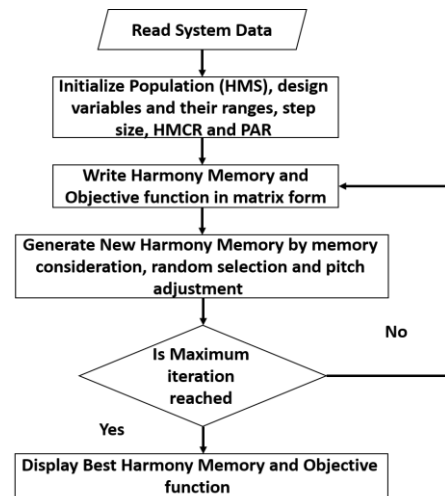 Read System Data
Initialize Population (HMS), design
variables and their ranges, step
size, HMCR and PAR
Write Harmony Memory and
Objective function in matrix form
Generate New Harmony Memory by memory
consideration, random selection and pitch
adjustment
Is Maximum
iteration
reached
No
Yes
Display Best Harmony Memory and Objective
function